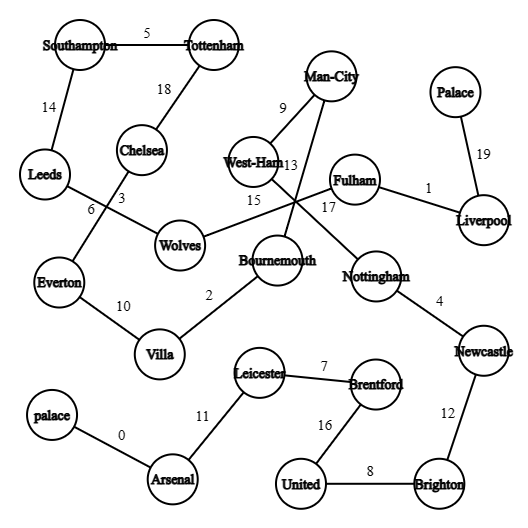 5
Southampton
Tottenham
Man-City
18
Palace
14
9
Chelsea
19
West-Ham
13
Leeds
Fulham
1
3
15
17
6
Liverpool
Wolves
Bournemouth
Nottingham
Everton
2
4
10
Villa
Newcastle
7
Leicester
Brentford
palace
11
12
16
0
8
Arsenal
United
Brighton